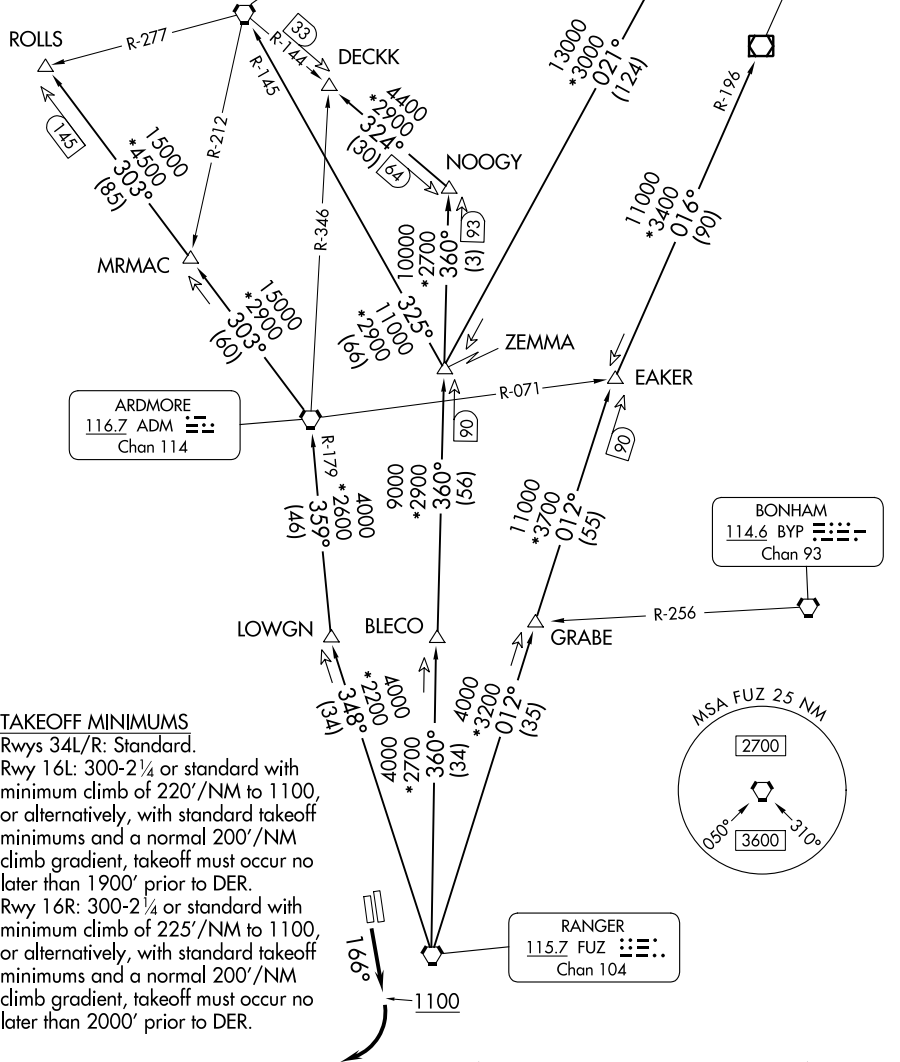 ROLLS
R-277
33
R-144
DECKK
R-145
13000
*3000
021°
(124)
R-196
145
R-212
4400
*2900
324°
(30)
64
NOOGY
15000
*4500
303°
(85)
R-346
93
11000
*3400
016°
(90)
MRMAC
10000
*2700
360°
(3)
15000
*2900
303°
(60)
325°
11000
*2900
(66)
ZEMMA
EAKER
R-071
ARDMORE
116.7 ADM
Chan 114
90
90
R-179
4000
*2600
359°
(46)
9000
*2900
360°
(56)
11000
*3700
012°
(55)
BONHAM
114.6 BYP
Chan 93
R-256
LOWGN
BLECO
GRABE
4000
*2200
348°
(34)
4000
*2700
360°
(34)
4000
*3200
012°
(35)
MSA FUZ 25 NM
2700
050°
310°
3600
TAKEOFF MINIMUMS
Rwys 34L/R: Standard.
Rwy 16L: 300-2¼ or standard with
minimum climb of 220'/NM to 1100,
or alternatively, with standard takeoff
minimums and a normal 200'/NM
climb gradient, takeoff must occur no
later than 1900' prior to DER.
Rwy 16R: 300-2¼ or standard with
minimum climb of 225'/NM to 1100,
or alternatively, with standard takeoff
minimums and a normal 200'/NM
climb gradient, takeoff must occur no
later than 2000' prior to DER.
166°
1100
RANGER
115.7 FUZ
Chan 104